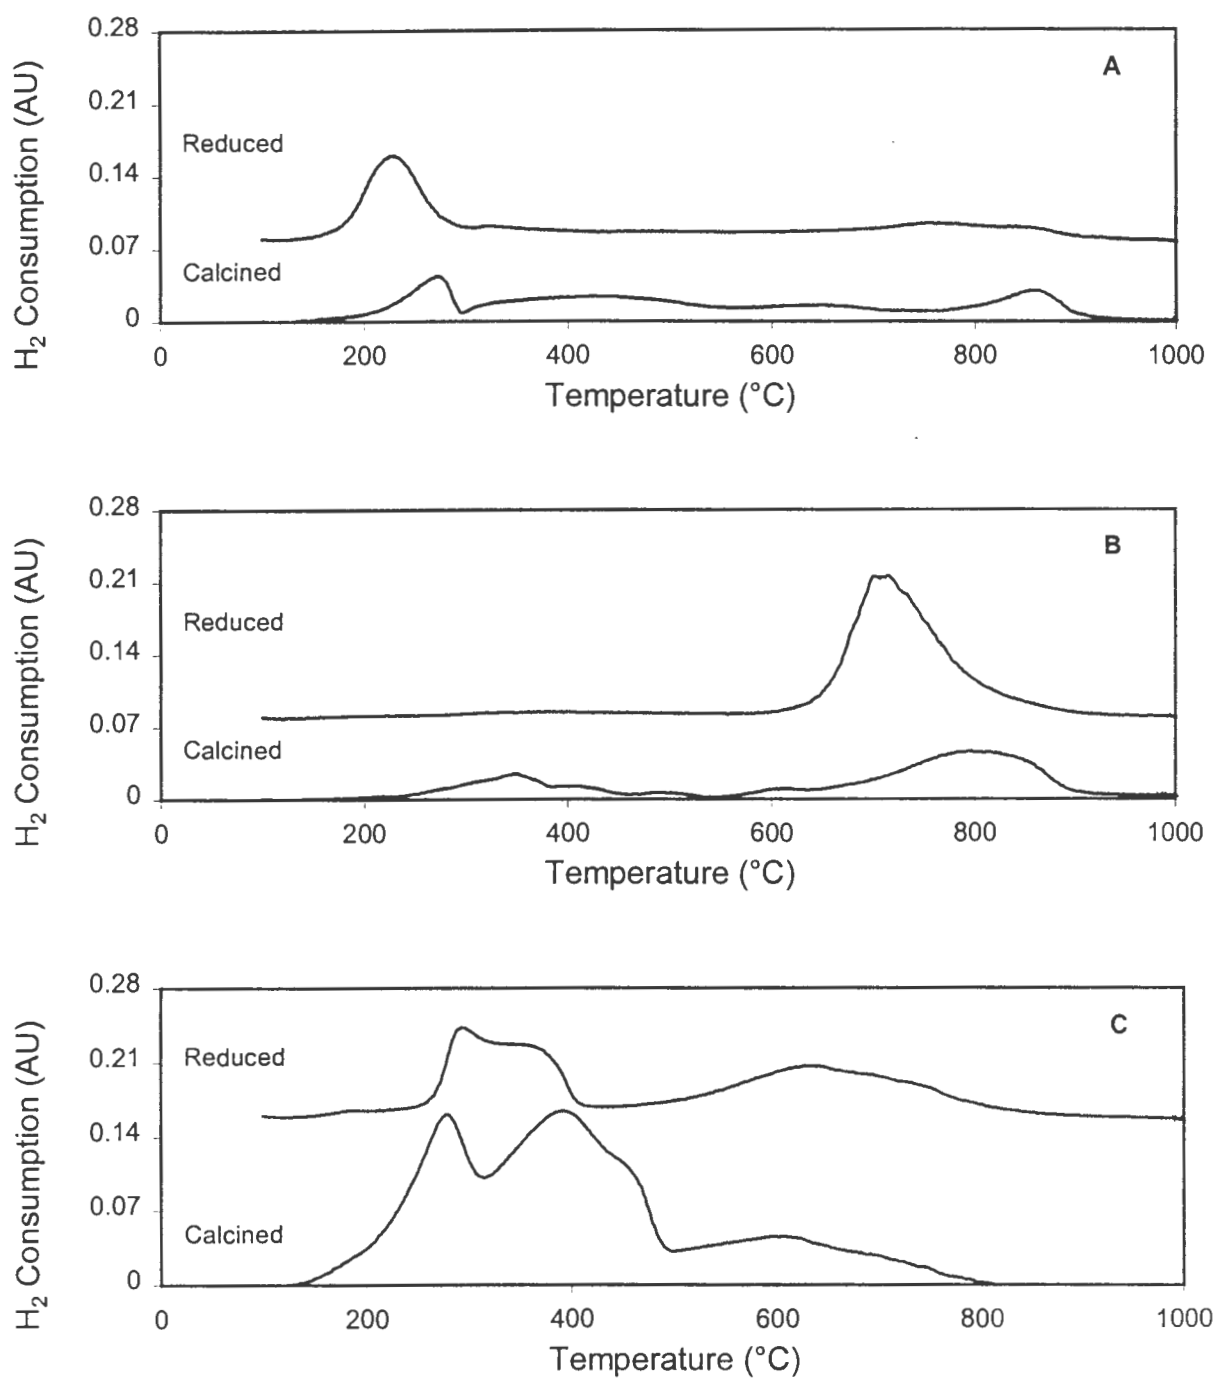 0.28
A
0.21
Reduced
0.14
0.07
Calcined
0
H2 Consumption (AU)
0 200 400 600 800 1000
Temperature (°C)
0.28
B
0.21
Reduced
0.14
0.07
Calcined
0
H2 Consumption (AU)
0 200 400 600 800 1000
Temperature (°C)
0.28
C
0.21
Reduced
0.14
0.07
Calcined
0
H2 Consumption (AU)
0 200 400 600 800 1000
Temperature (°C)